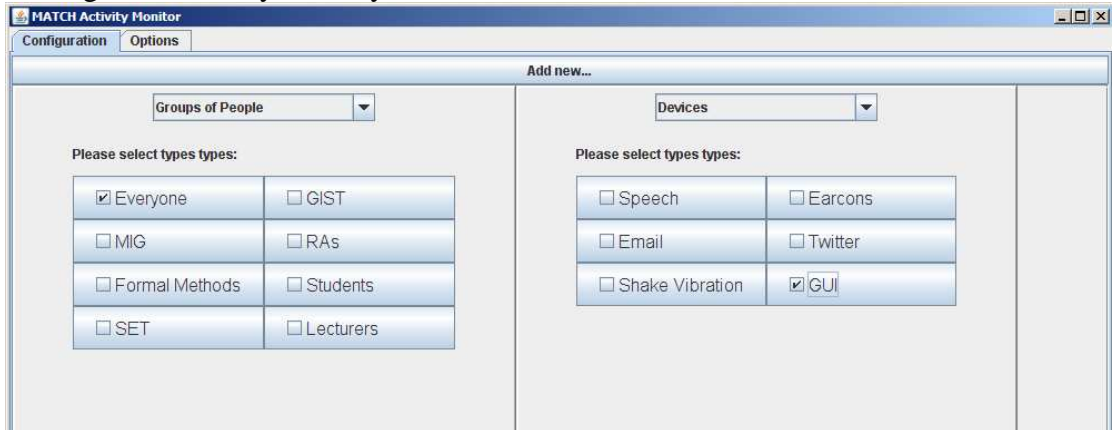 MATCH Activity Monitor
Configuration Options
Add new...
Groups of People
Please select types types:
Everyone GIST
MIG RAs
Formal Methods Students
SET Lecturers
Devices
Please select types types:
Speech Earcons
Email Twitter
Shake Vibration GUI